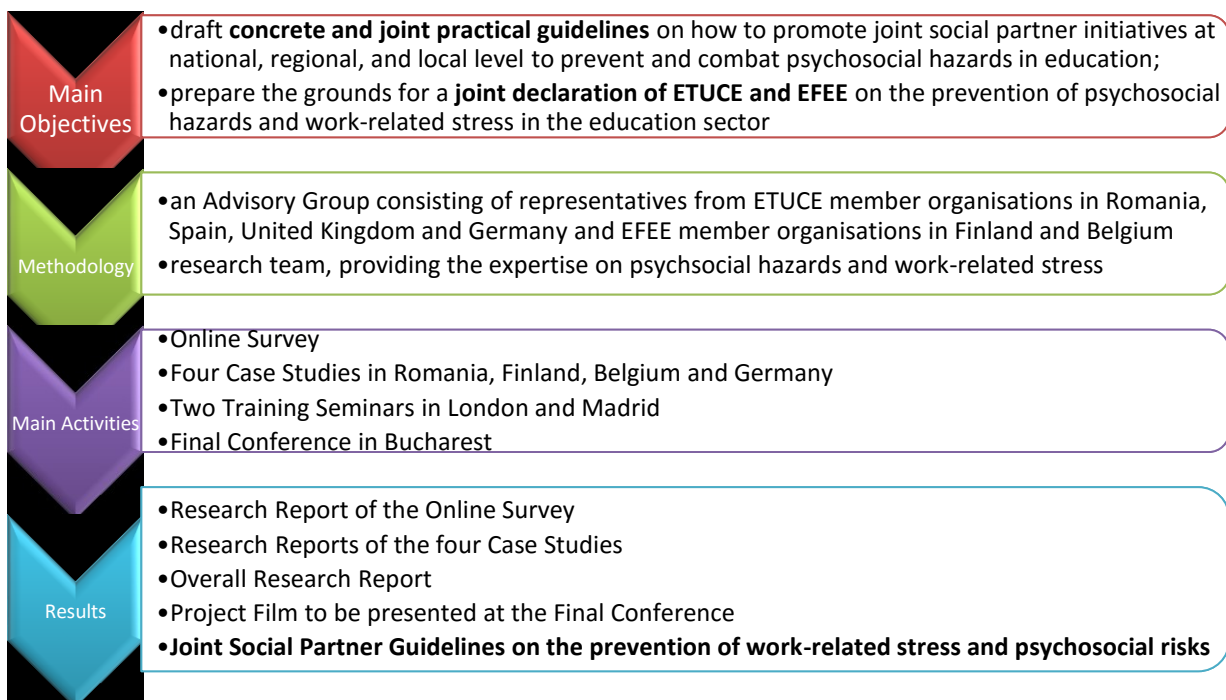 Main
Objectives
•draft concrete and joint practical guidelines on how to promote joint social partner initiatives at
national, regional, and local level to prevent and combat psychosocial hazards in education;
•prepare the grounds for a joint declaration of ETUCE and EFEE on the prevention of psychosocial
hazards and work-related stress in the education sector
Methodology
•an Advisory Group consisting of representatives from ETUCE member organisations in Romania,
Spain, United Kingdom and Germany and EFEE member organisations in Finland and Belgium
•research team, providing the expertise on psychsocial hazards and work-related stress
Main Activities
•Online Survey
•Four Case Studies in Romania, Finland, Belgium and Germany
•Two Training Seminars in London and Madrid
•Final Conference in Bucharest
Results
•Research Report of the Online Survey
•Research Reports of the four Case Studies
•Overall Research Report
•Project Film to be presented at the Final Conference
•Joint Social Partner Guidelines on the prevention of work-related stress and psychosocial risks